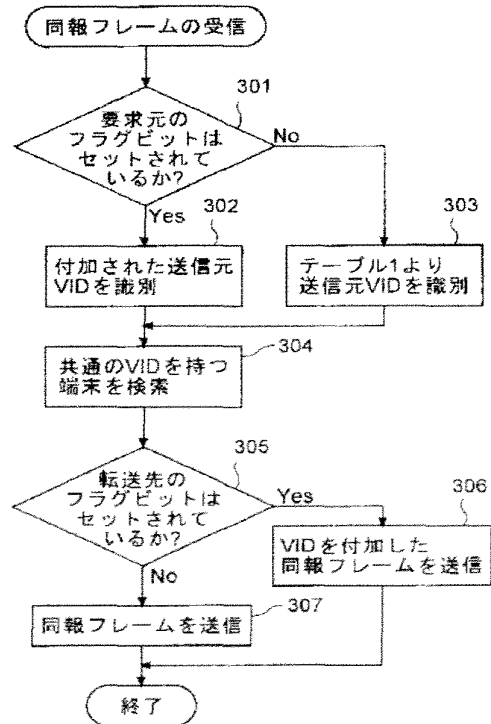 同報フレームの受信
301
要求元の
フラグビットは
セットされて
いるか?
No
Yes
302
303
付加された送信元
VIDを識別
テーブル1より
送信元VIDを識別
304
共通のVIDを持つ
端末を検索
305
転送先の
フラグビットは
セットされて
いるか?
Yes
306
No
VIDを付加した
同報フレームを送信
307
同報フレームを送信
終了